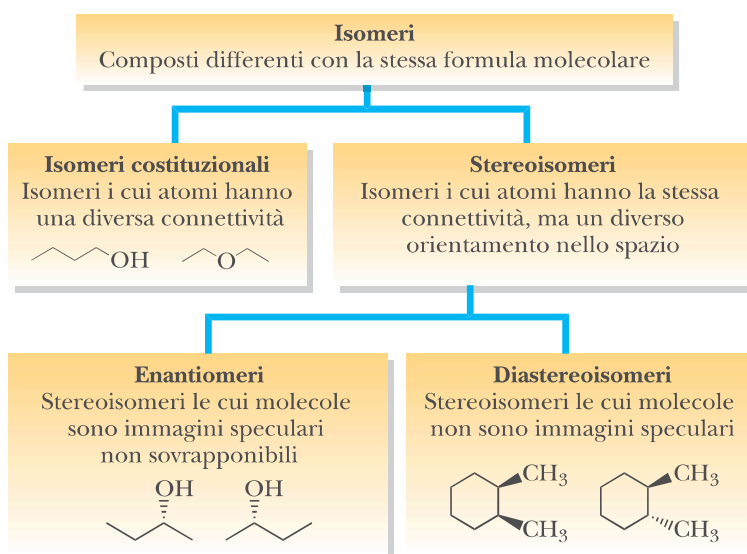 Isomeri
Composti differenti con la stessa formula molecolare
Isomeri costituzionali
Isomeri i cui atomi hanno
una diversa connettività
OH
O
Stereoisomeri
Isomeri i cui atomi hanno la stessa
connettività, ma un diverso
orientamento nello spazio
Enantiomeri
Stereoisomeri le cui molecole
sono immagini speculari
non sovrapponibili
OH
OH
Diastereoisomeri
Stereoisomeri le cui molecole
non sono immagini speculari
CH₃
CH₃
CH₃
CH₃